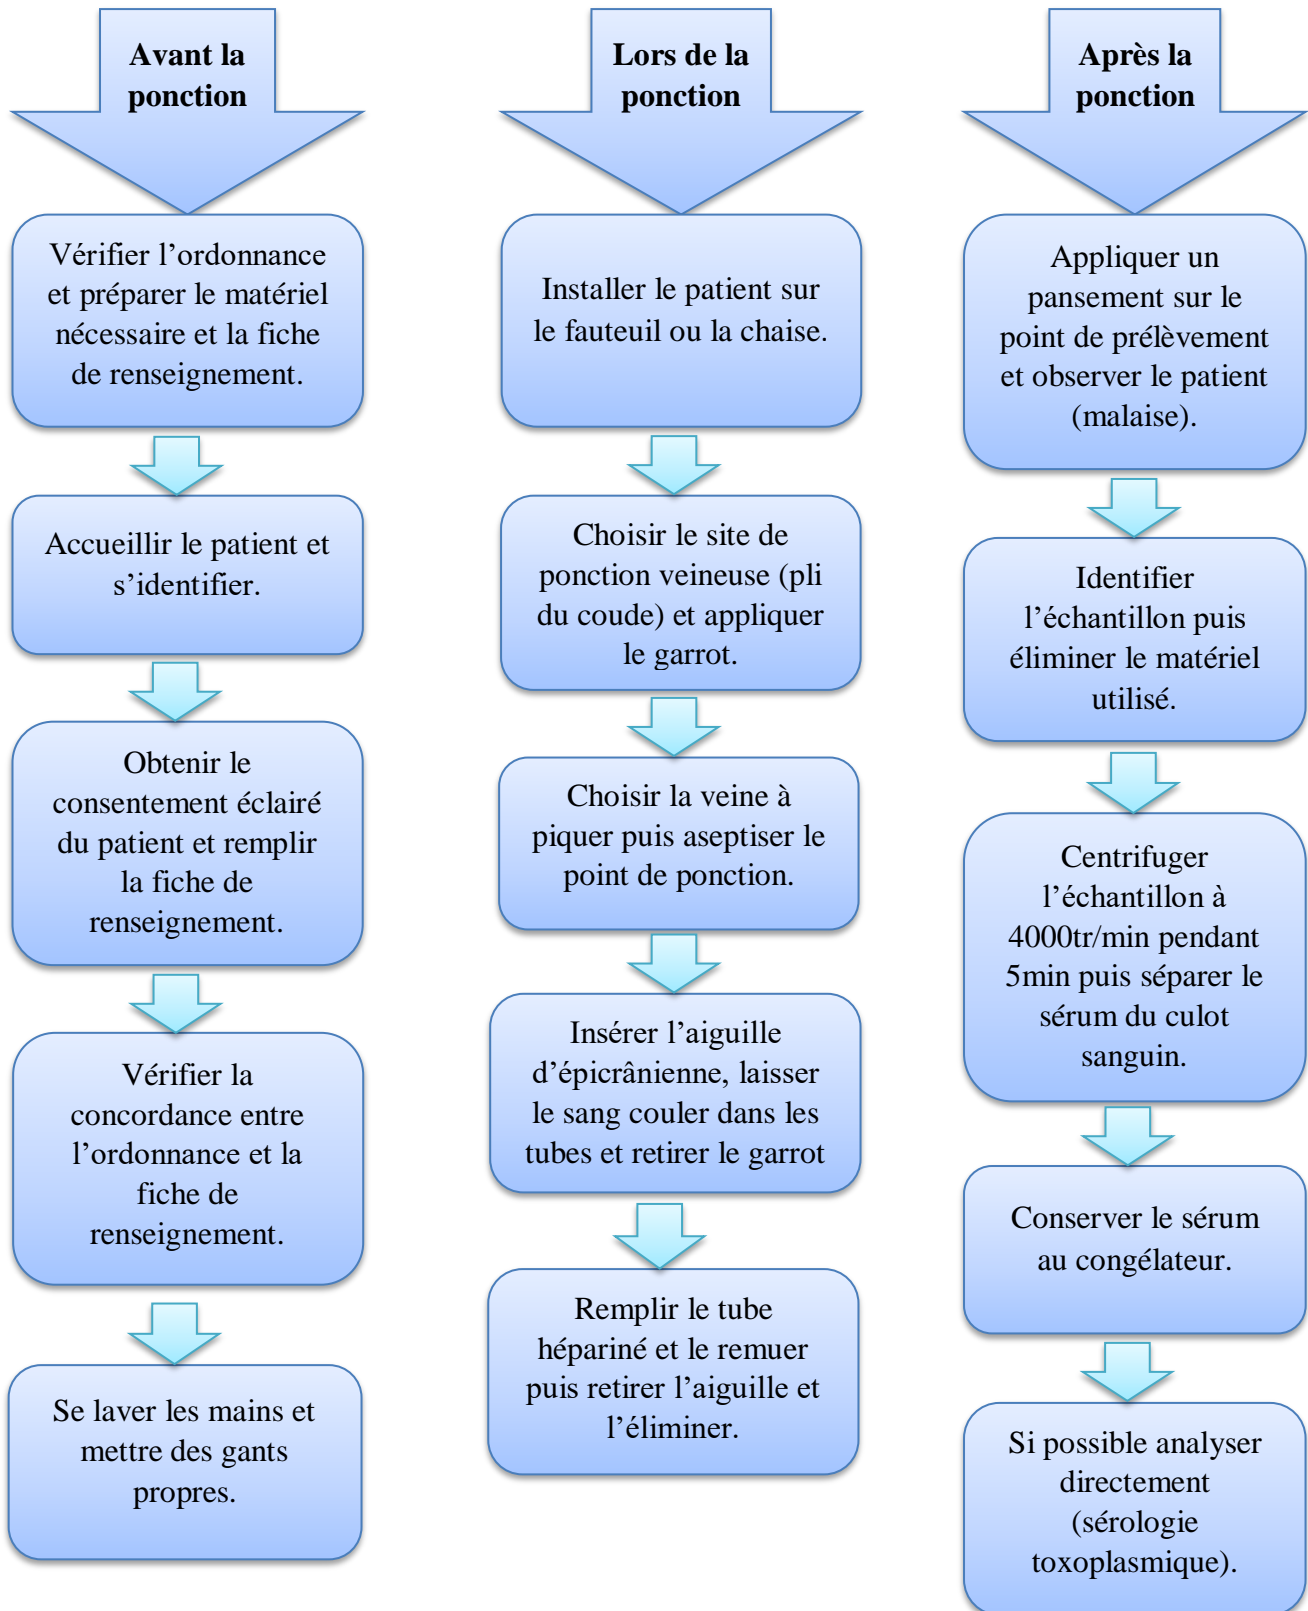 Avant la
ponction
Vérifier l’ordonnance
et préparer le matériel
nécessaire et la fiche
de renseignement.
Accueillir le patient et
s’identifier.
Obtenir le
consentement éclairé
du patient et remplir
la fiche de
renseignement.
Vérifier la
concordance entre
l’ordonnance et la
fiche de
renseignement.
Se laver les mains et
mettre des gants
propres.
Lors de la
ponction
Installer le patient sur
le fauteuil ou la chaise.
Choisir le site de
ponction veineuse (pli
du coude) et appliquer
le garrot.
Choisir la veine à
piquer puis aseptiser le
point de ponction.
Insérer l’aiguille
d’épicrânienne, laisser
le sang couler dans les
tubes et retirer le garrot
Remplir le tube
hépariné et le remuer
puis retirer l’aiguille et
l’éliminer.
Après la
ponction
Appliquer un
pansement sur le
point de prélèvement
et observer le patient
(malaise).
Identifier
l’échantillon puis
éliminer le matériel
utilisé.
Centrifuger
l’échantillon à
4000tr/min pendant
5min puis séparer le
sérum du culot
sanguin.
Conserver le sérum
au congélateur.
Si possible analyser
directement
(sérologie
toxoplasmique).